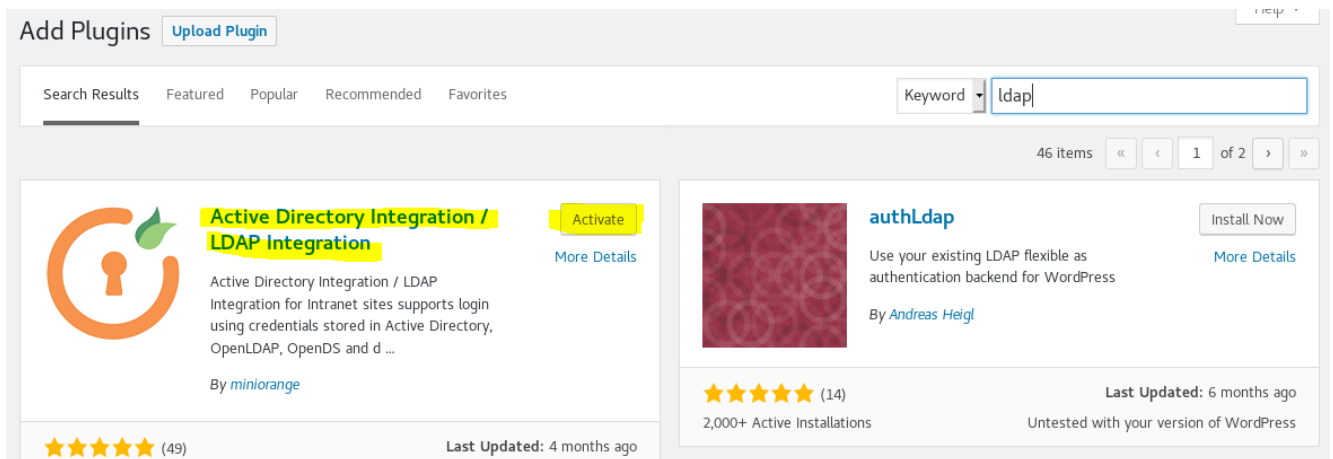 Help
Add Plugins Upload Plugin
Search Results Featured Popular Recommended Favorites Keyword ldap
46 items « ‹ 1 of 2 › »
Active Directory Integration /
LDAP Integration
Activate
More Details
Active Directory Integration / LDAP
Integration for Intranet sites supports login
using credentials stored in Active Directory,
OpenLDAP, OpenDS and d ...
By miniorange
(49)
Last Updated: 4 months ago
authLdap
Install Now
More Details
Use your existing LDAP flexible as
authentication backend for WordPress
By Andreas Heigl
(14)
Last Updated: 6 months ago
2,000+ Active Installations
Untested with your version of WordPress